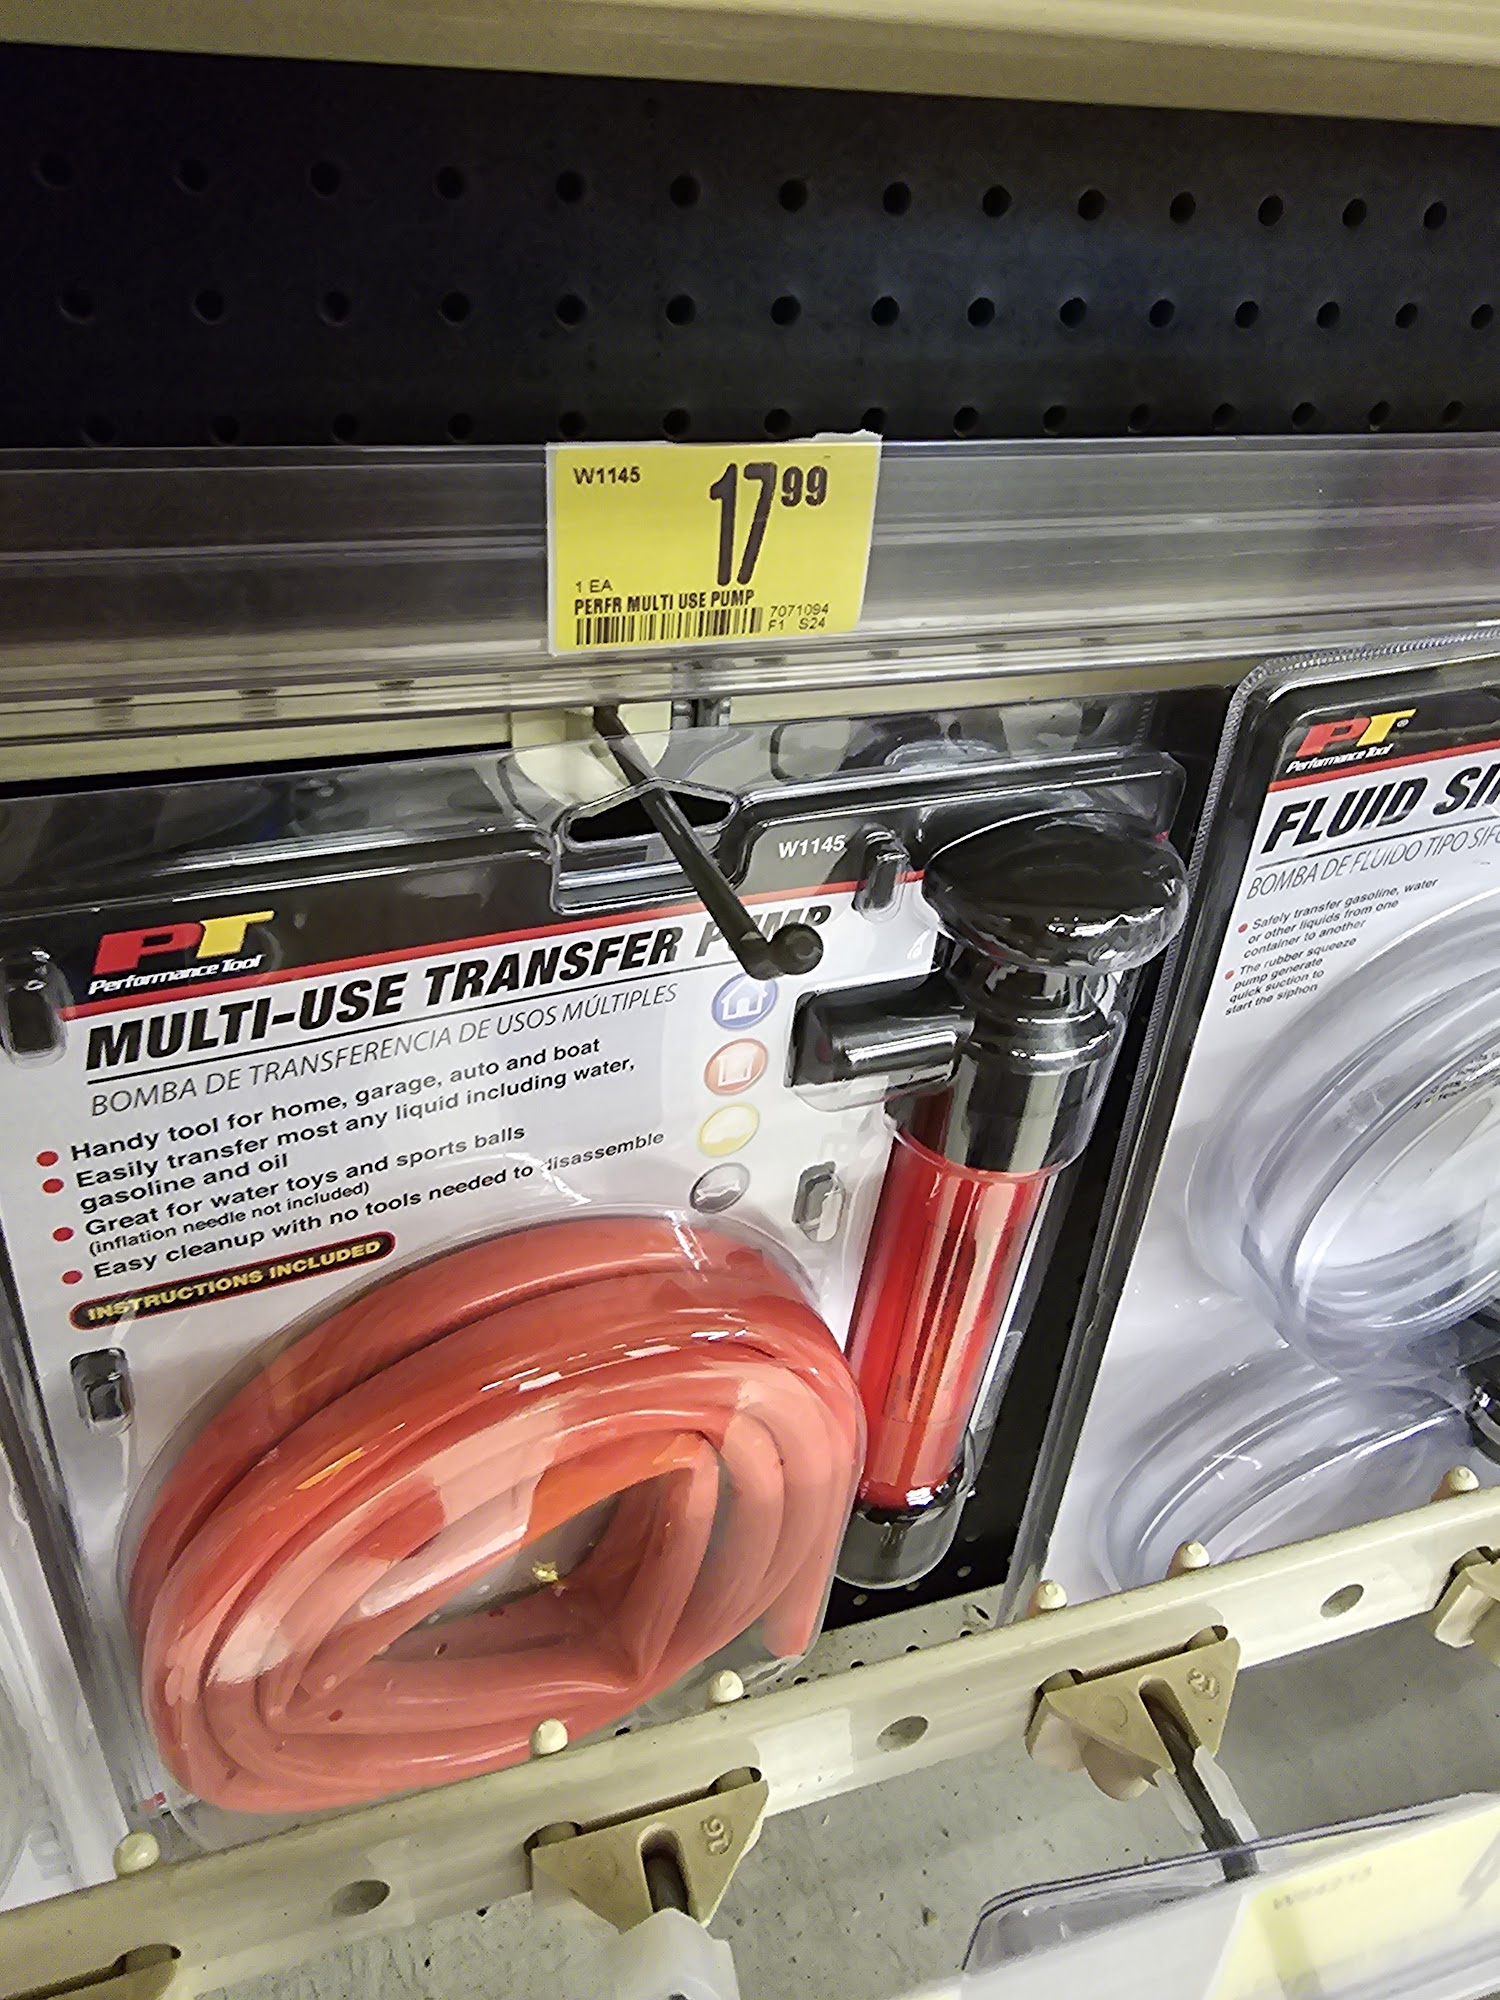 W1145
17 99
1 EA
PERFR MULTI USE PUMP
7071094
F1 S24
W1145
PT
Performance Tool
MULTI-USE TRANSFER PUMP
BOMBA DE TRANSFERENCIA DE USOS MÚLTIPLES
Handy tool for home, garage, auto and boat
Easily transfer most any liquid including water,
gasoline and oil
Great for water toys and sports balls
(inflation needle not included)
Easy cleanup with no tools needed to disassemble
INSTRUCTIONS INCLUDED
PT®
Performance Tool
FLUID
BOMBA DE FLUIDO TIPO
Safely transfer gasoline, water
or other liquids from one
container to another
The rubber squeeze
pump generate
quick suction to
start the siphon
16
21